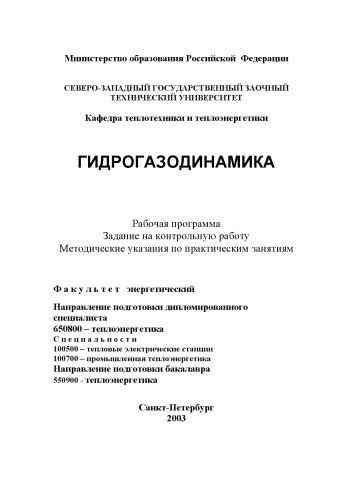 Министерство образования Российской Федерации
СЕВЕРО-ЗАПАДНЫЙ ГОСУДАРСТВЕННЫЙ ЗАОЧНЫЙ
ТЕХНИЧЕСКИЙ УНИВЕРСИТЕТ
Кафедра теплотехники и теплоэнергетики
ГИДРОГАЗОДИНАМИКА
Рабочая программа
Задание на контрольную работу
Методические указания по практическим занятиям
Ф а к у л ь т е т энергетический
Направление подготовки дипломированного
специалиста
650800 – теплоэнергетика
С п е ц и а л ь н о с т и
100500 – тепловые электрические станции
100700 – промышленная теплоэнергетика
Направление подготовки бакалавра
550900 - теплоэнергетика
Санкт-Петербург
2003